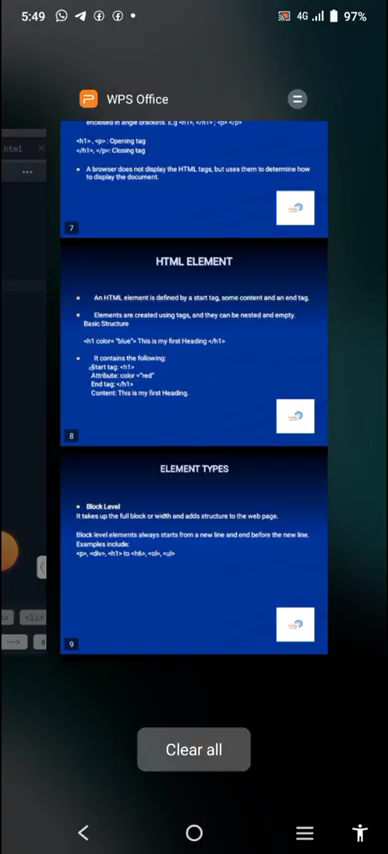 5:49
4G
97%
WPS Office
html
enclosed in angle brackets. E.g <h1>, </h1> ; <p> </p>
<h1> , <p> : Opening tag
</h1>, </p>: Closing tag
A browser does not display the HTML tags, but uses them to determine how
to display the document.
7
HTML ELEMENT
An HTML element is defined by a start tag, some content and an end tag.
Elements are created using tags, and they can be nested and empty.
Basic Structure
<h1 color= "blue"> This is my first Heading </h1>
It contains the following:
Start tag: <h1>
Attribute: color ="red"
End tag: </h1>
Content: This is my first Heading.
8
ELEMENT TYPES
Block Level
It takes up the full block or width and adds structure to the web page.
Block level elements always starts from a new line and end before the new line.
Examples include:
<p>, <div>, <h1> to <h6>, <ol>, <ul>
9
<li>
Clear all